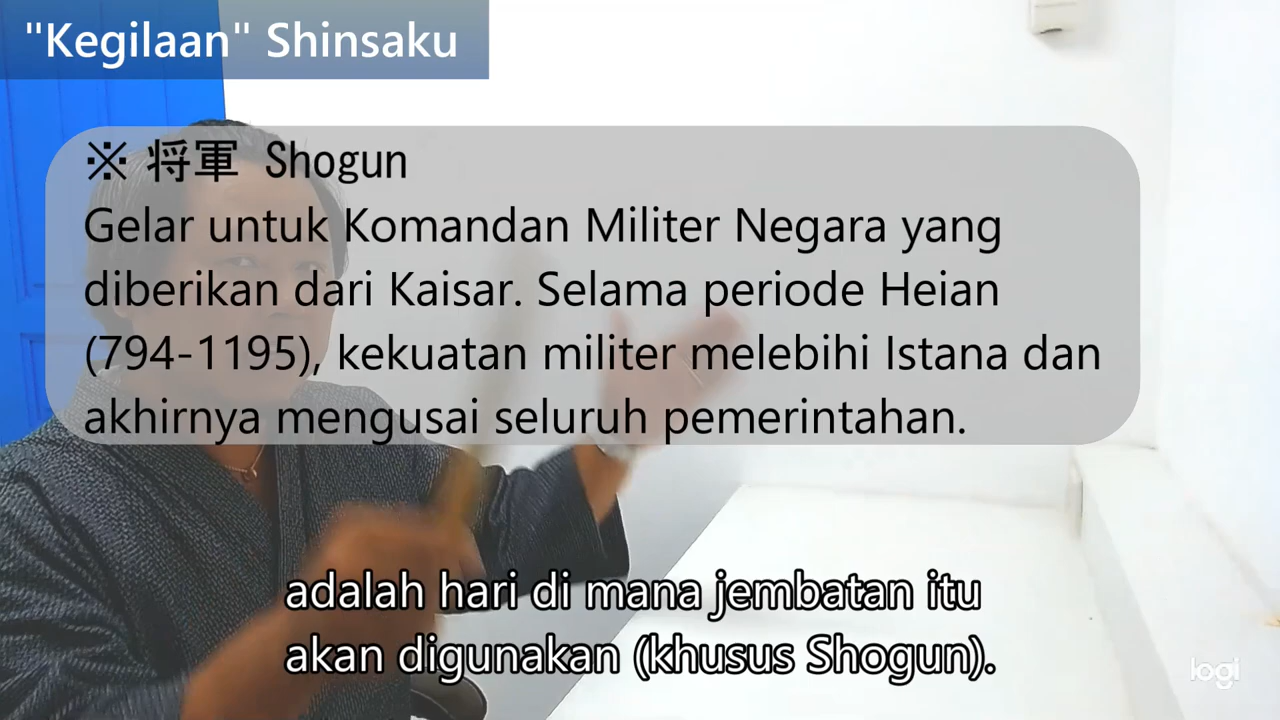 "Kegilaan" Shinsaku
※ 将軍 Shogun
Gelar untuk Komandan Militer Negara yang
diberikan dari Kaisar. Selama periode Heian
(794-1195), kekuatan militer melebihi Istana dan
akhirnya mengusai seluruh pemerintahan.
adalah hari di mana jembatan itu
akan digunakan (khusus Shogun).
logi